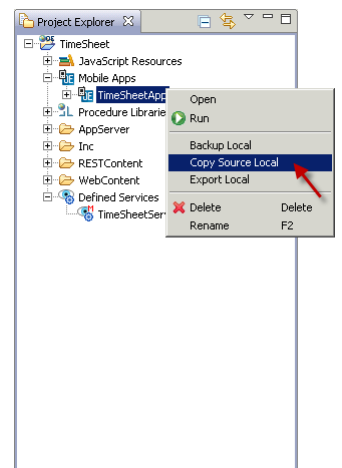 Project Explorer
TimeSheet
JavaScript Resources
Mobile Apps
TimeSheetApp
Procedure Librarie
AppServer
Inc
RESTContent
WebContent
Defined Services
TimeSheetSer
Open
Run
Backup Local
Copy Source Local
Export Local
Delete Delete
Rename F2